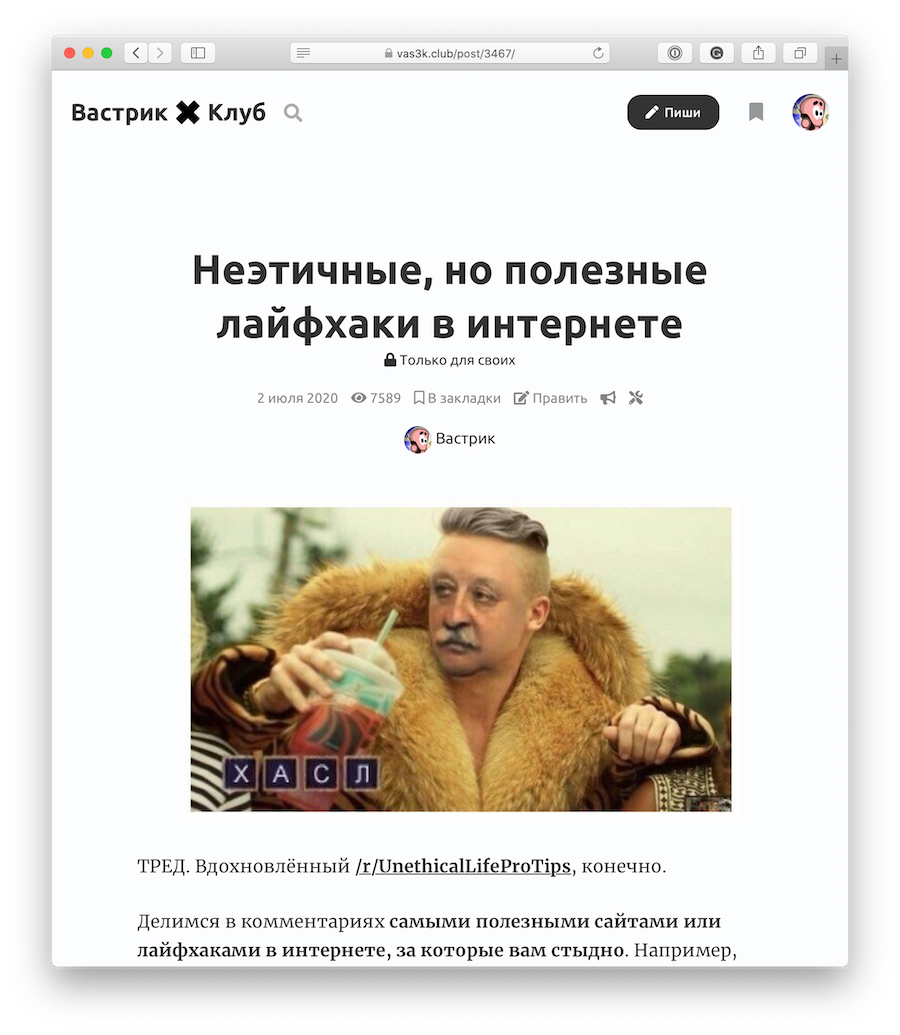 vas3k.club/post/3467/
Вастрик ✖ Клуб
Пиши
Неэтичные, но полезные
лайфхаки в интернете
Только для своих
2 июля 2020 7589 В закладки Править
Вастрик
ХАСЛ
ТРЕД. Вдохновлённый /r/UnethicalLifeProTips, конечно.
Делимся в комментариях самыми полезными сайтами или
лайфхаками в интернете, за которые вам стыдно. Например,